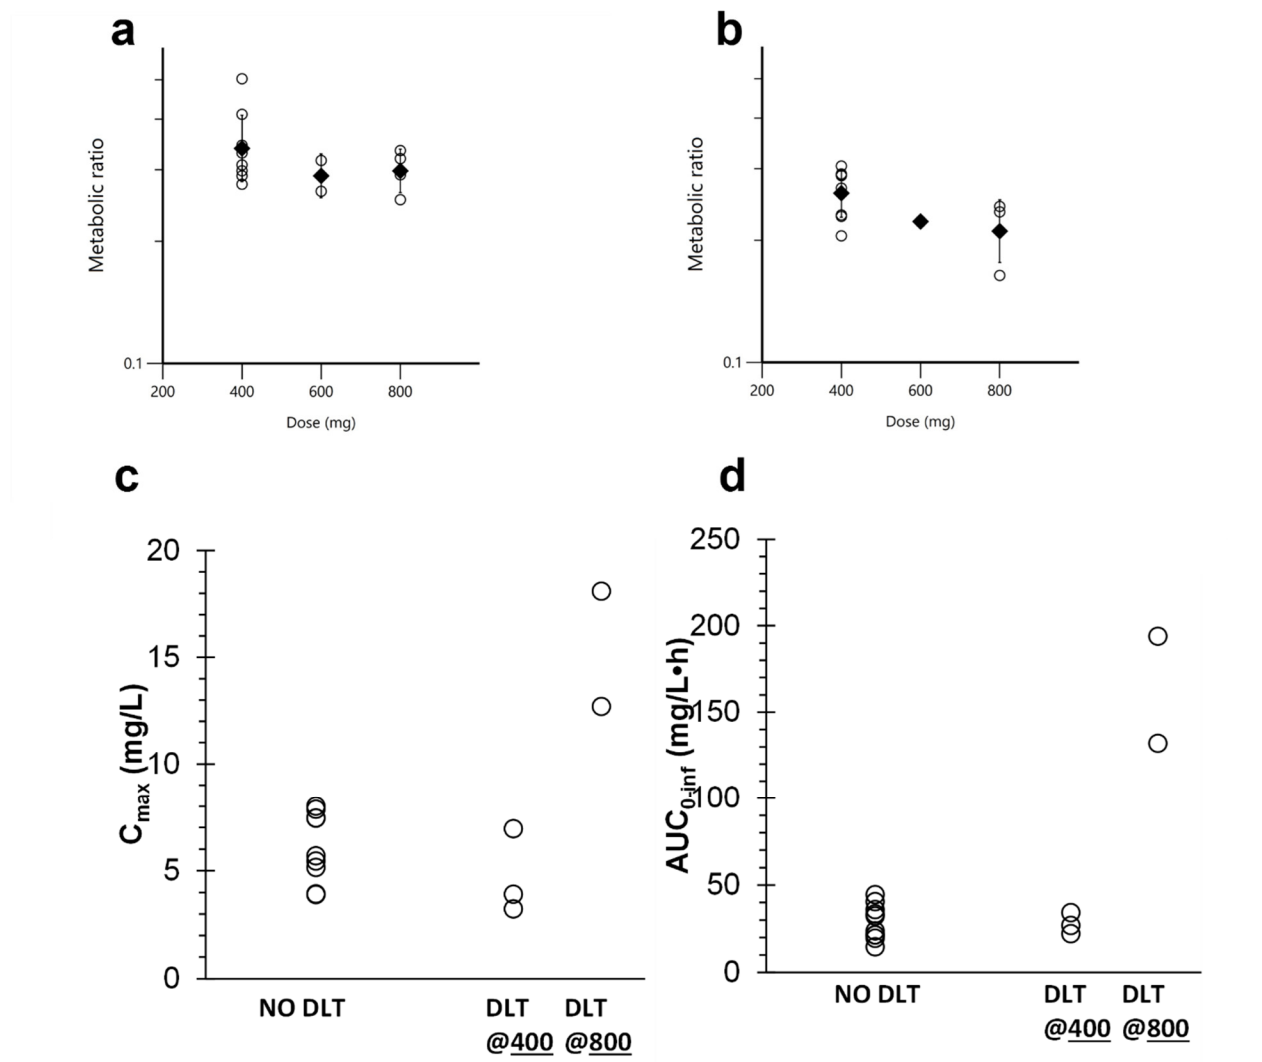 a
Metabolic ratio
0.1
200 400 600 800
Dose (mg)
b
Metabolic ratio
0.1
200 400 600 800
Dose (mg)
c
Cmax (mg/L)
20
15
10
5
0
NO DLT DLT DLT
@400 @800
d
AUC0-inf (mg/L•h)
250
200
150
100
50
0
NO DLT DLT DLT
@400 @800